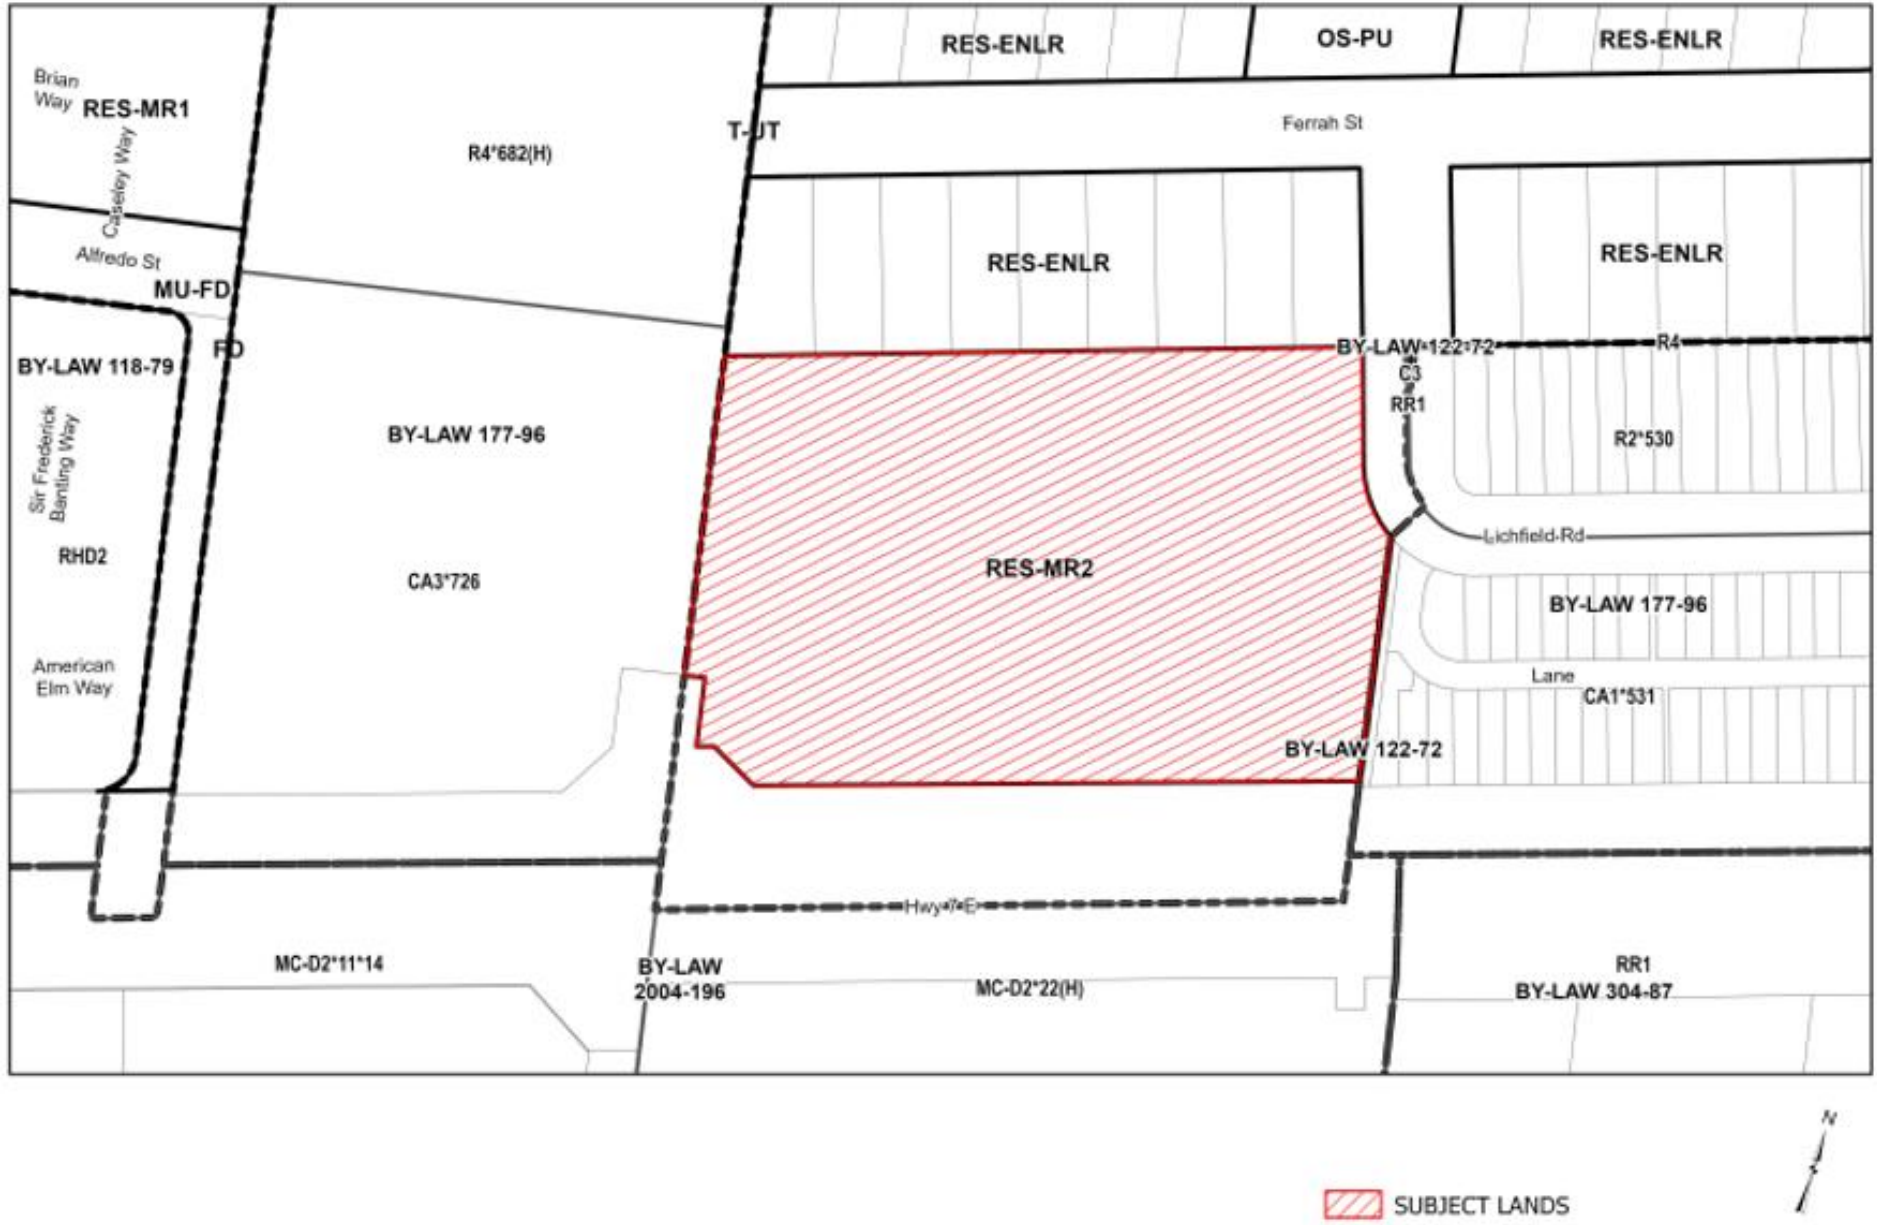 RES-ENLR
OS-PU
RES-ENLR
Brian
Way
RES-MR1
Caseley Way
R4*682(H)
T-UT
Ferrah St
Alfredo St
MU-FD
RES-ENLR
RES-ENLR
FD
BY-LAW 118-79
BY-LAW 122-72
R4
C3
RR1
BY-LAW 177-96
R2*530
Sir Frederick
Banting Way
RHD2
CA3*726
RES-MR2
Lichfield Rd
BY-LAW 177-96
American
Elm Way
Lane
CA1*531
BY-LAW 122-72
Hwy 7 E
MC-D2*11*14
BY-LAW
2004-196
MC-D2*22(H)
RR1
BY-LAW 304-87
N
SUBJECT LANDS